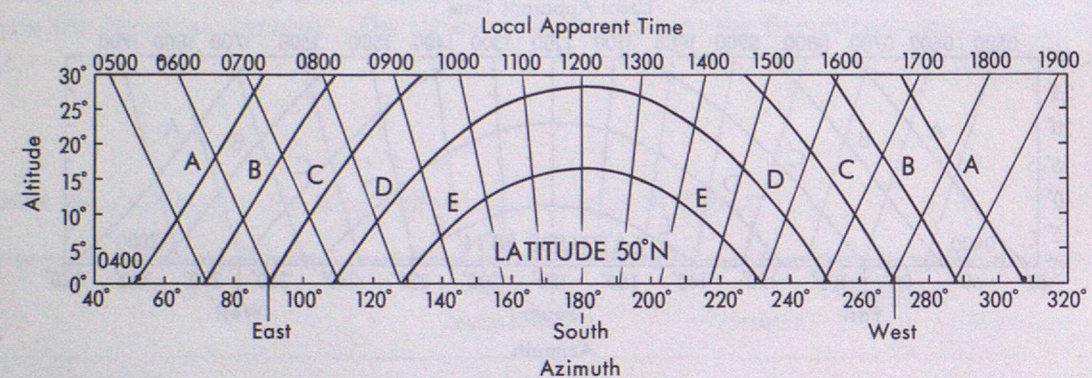 Local Apparent Time
0500 0600 0700 0800 0900 1000 1100 1200 1300 1400 1500 1600 1700 1800 1900
30°
25°
20°
15°
10°
5°
0°
Altitude
A B C D E E D C B A
0400
LATITUDE 50°N
40° 60° 80° 100° 120° 140° 160° 180° 200° 220° 240° 260° 280° 300° 320°
East South West
Azimuth